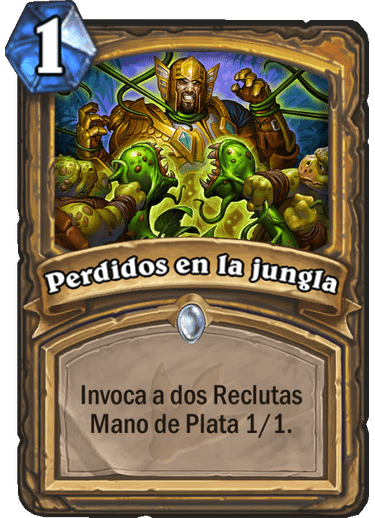 1
Perdidos en la jungla
Invoca a dos Reclutas
Mano de Plata 1/1.